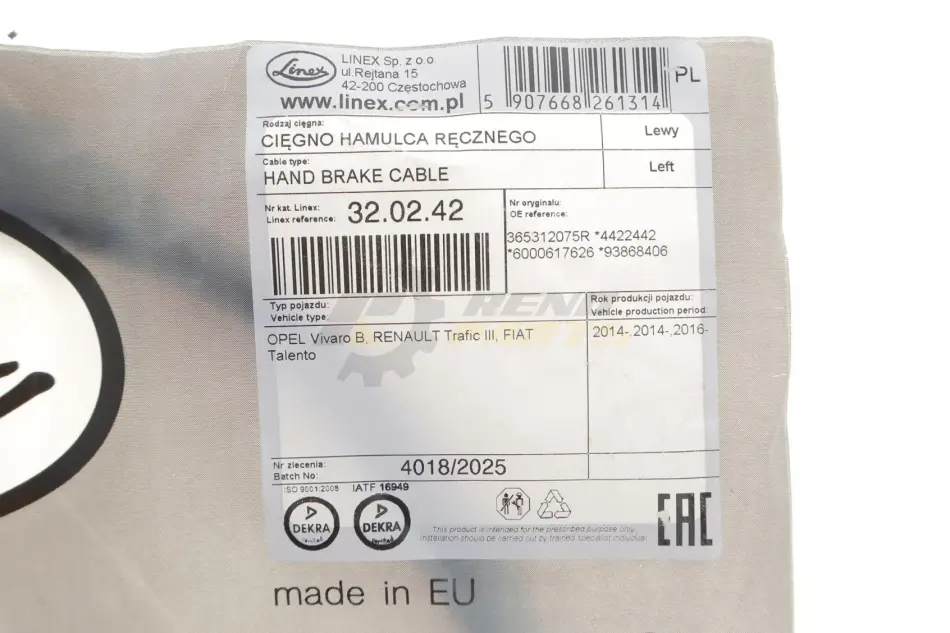 Linex
LINEX Sp. z o.o.
ul.Rejtana 15
42-200 Częstochowa
www.linex.com.pl
5 907668 261314
PL
Rodzaj cięgna:
CIĘGNO HAMULCA RĘCZNEGO
Lewy
Cable type:
HAND BRAKE CABLE
Left
Nr kat. Linex:
Linex reference:
32.02.42
Nr oryginału:
OE reference:
365312075R *4422442
*6000617626 *93868406
Typ pojazdu:
Vehicle type:
Rok produkcji pojazdu:
Vehicle production period:
OPEL Vivaro B, RENAULT Trafic III, FIAT
Talento
2014-,2014-,2016-
Nr zlecenia:
Batch No:
4018/2025
ISO 9001:2008
IATF 16949
DEKRA
DEKRA
This product is intended for the prescribed purpose only.
Installation should be carried out by trained specialist individual.
EAC
made in EU